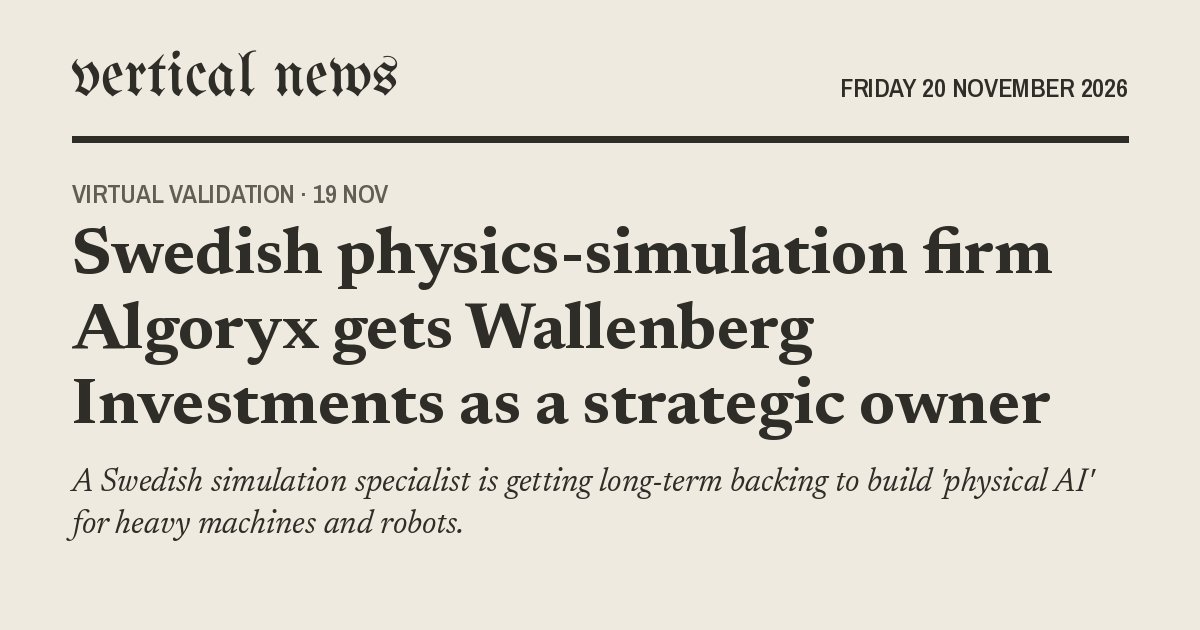 vertical news
FRIDAY 20 NOVEMBER 2026
VIRTUAL VALIDATION · 19 NOV
Swedish physics-simulation firm
Algoryx gets Wallenberg
Investments as a strategic owner
A Swedish simulation specialist is getting long-term backing to build 'physical AI'
for heavy machines and robots.